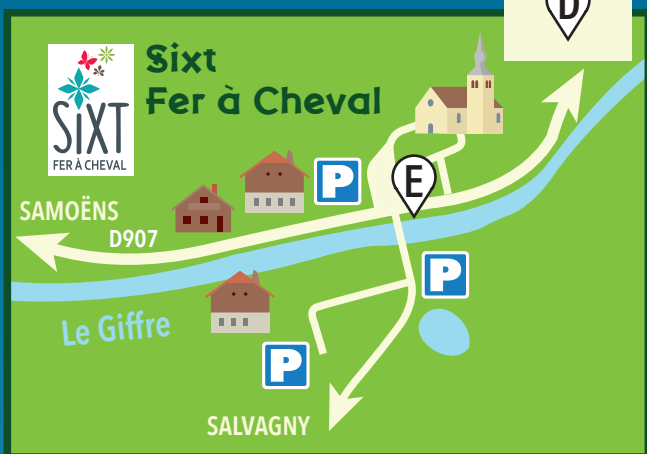 D
Sixt
Fer à Cheval
SiXT
FER À CHEVAL
P
E
SAMOËNS
D907
P
Le Giffre
P
SALVAGNY